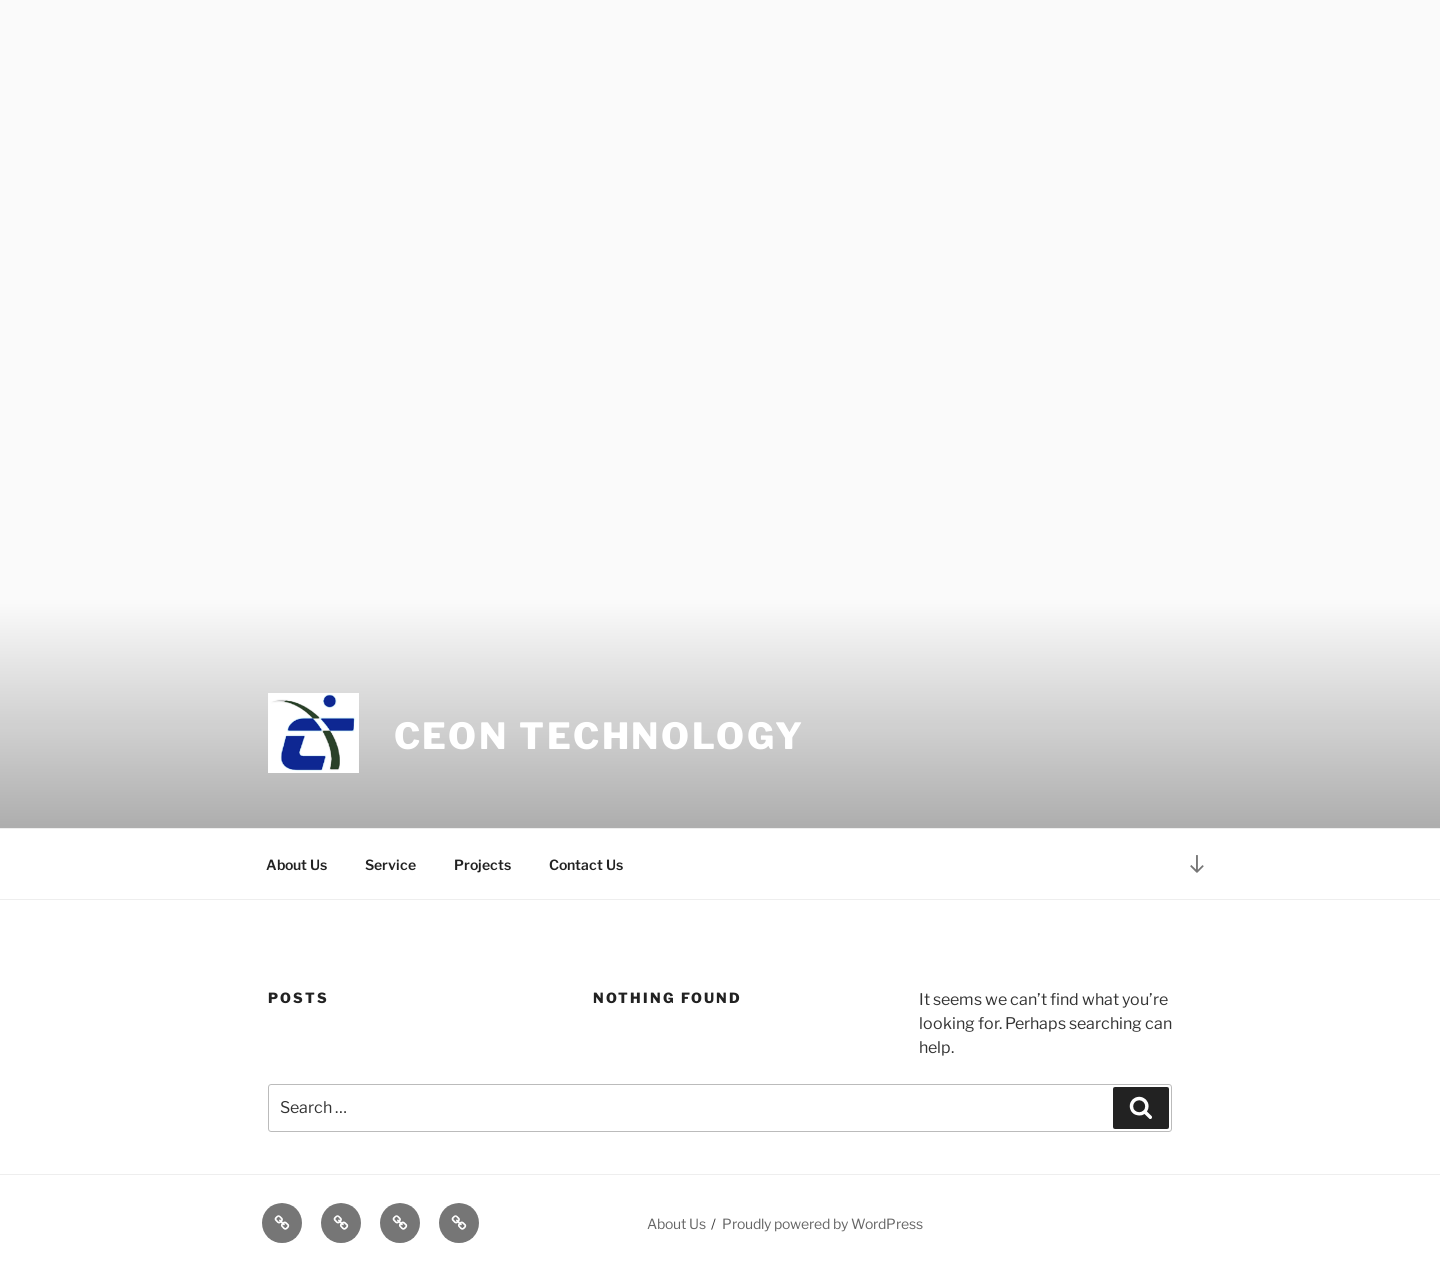 CEON TECHNOLOGY
About Us
Service
Projects
Contact Us
POSTS
NOTHING FOUND
It seems we can’t find what you’re
looking for. Perhaps searching can
help.
Search …
About Us / Proudly powered by WordPress